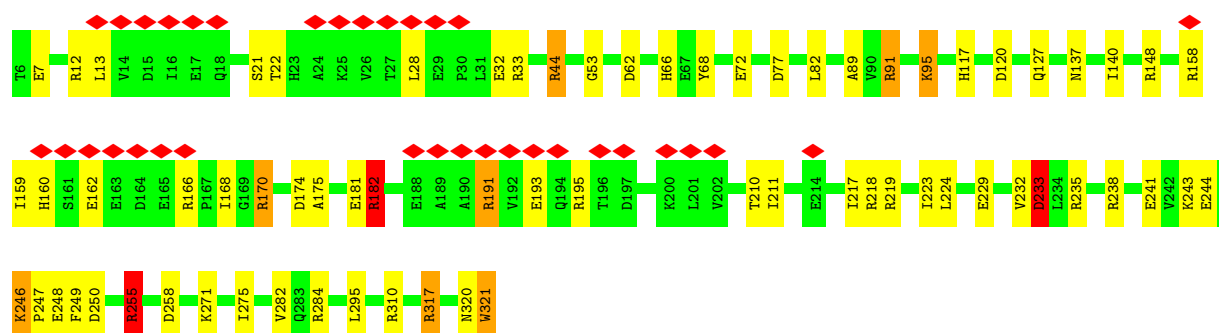 T6 E7 R12 L13 V14 D15 I16 E17 Q18 S21 T22 H23 A24 K25 V26 T27 L28 E29 P30 L31 E32 R33 R44 G53 D62 H66 E67 Y68 E72 D77 L82 A89 V90 R91 K95 H117 D120 Q127 N137 I140 R148 R158
I159 H160 S161 E162 E163 D164 E165 R166 P167 I168 G169 R170 D174 A175 E181 R182 E188 A189 A190 R191 V192 E193 Q194 R195 T196 D197 K200 L201 V202 T210 I211 E214 I217 R218 R219 I223 L224 E229 V232 D233 L234 R235 R238 E241 V242 K243 E244
K246 P247 E248 F249 D250 R255 D258 K271 I275 V282 Q283 R284 L295 R310 R317 N320 W321